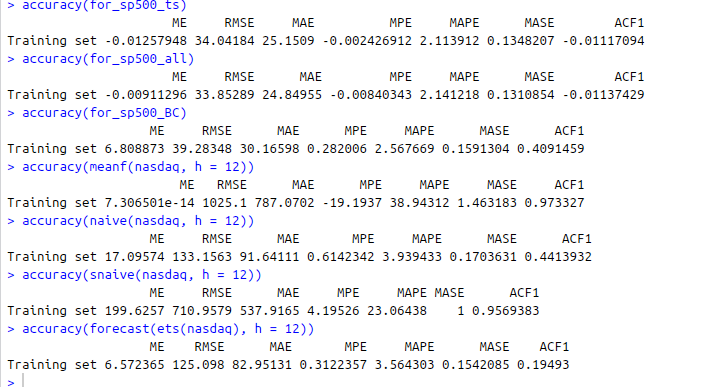 > accuracy(for_sp500_ts)
ME RMSE MAE MPE MAPE MASE ACF1
Training set -0.01257948 34.04184 25.1509 -0.002426912 2.113912 0.1348207 -0.01117094
> accuracy(for_sp500_all)
ME RMSE MAE MPE MAPE MASE ACF1
Training set -0.00911296 33.85289 24.84955 -0.00840343 2.141218 0.1310854 -0.01137429
> accuracy(for_sp500_BC)
ME RMSE MAE MPE MAPE MASE ACF1
Training set 6.808873 39.28348 30.16598 0.282006 2.567669 0.1591304 0.4091459
> accuracy(meanf(nasdaq, h = 12))
ME RMSE MAE MPE MAPE MASE ACF1
Training set 7.306501e-14 1025.1 787.0702 -19.1937 38.94312 1.463183 0.973327
> accuracy(naive(nasdaq, h = 12))
ME RMSE MAE MPE MAPE MASE ACF1
Training set 17.09574 133.1563 91.64111 0.6142342 3.939433 0.1703631 0.4413932
> accuracy(snaive(nasdaq, h = 12))
ME RMSE MAE MPE MAPE MASE ACF1
Training set 199.6257 710.9579 537.9165 4.19526 23.06438 1 0.9569383
> accuracy(forecast(ets(nasdaq), h = 12))
ME RMSE MAE MPE MAPE MASE ACF1
Training set 6.572365 125.098 82.95131 0.3122357 3.564303 0.1542085 0.19493
>